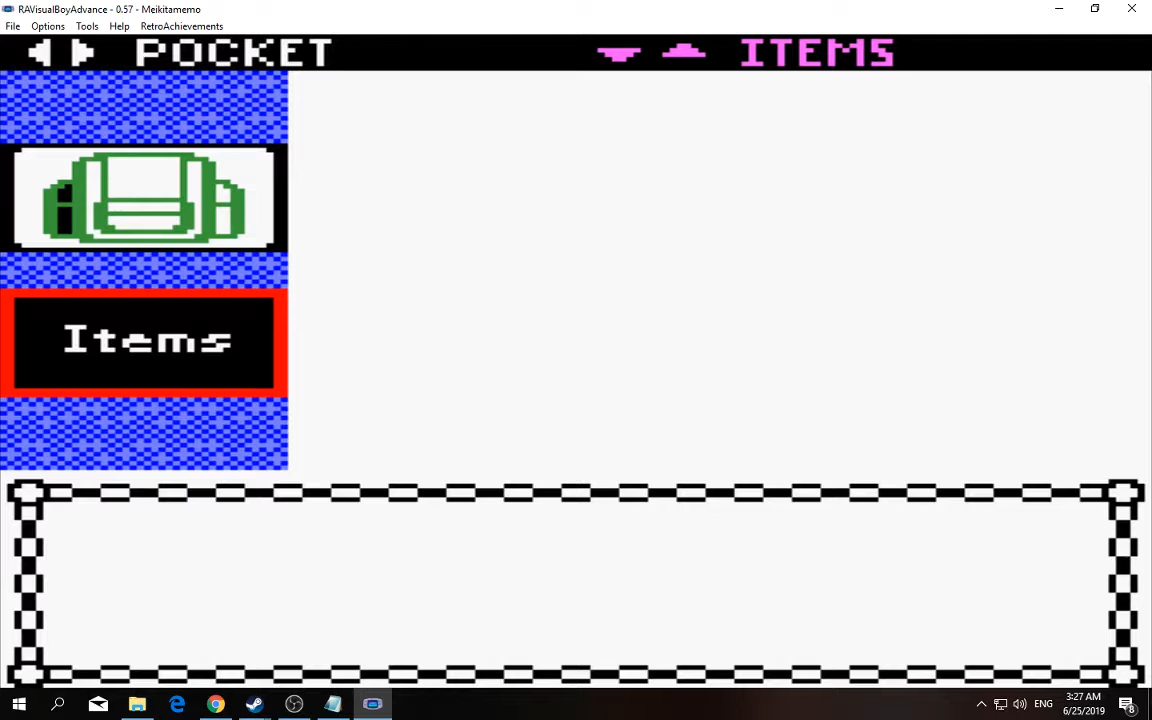 RAVisualBoyAdvance - 0.57 - Meikitamemo
File Options Tools Help RetroAchievements
POCKET ITEMS
Items
ENG
3:27 AM
6/25/2019
8